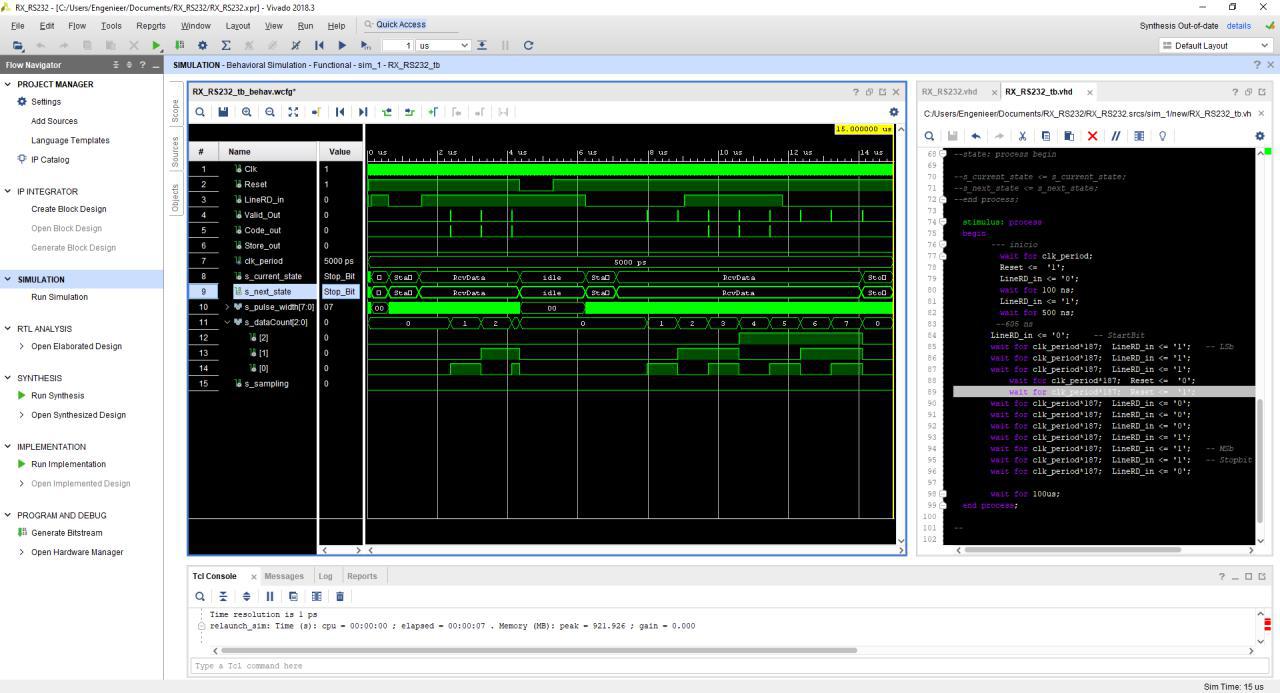 RX_RS232 - [C:/Users/Engenieer/Documents/RX_RS232/RX_RS232.xpr] - Vivado 2018.3
File Edit Flow Tools Reports Window Layout View Run Help Quick Access
Synthesis Out-of-date details
1 us
Default Layout
Flow Navigator
PROJECT MANAGER
Settings
Add Sources
Language Templates
IP Catalog
IP INTEGRATOR
Create Block Design
Open Block Design
Generate Block Design
SIMULATION
Run Simulation
RTL ANALYSIS
Open Elaborated Design
SYNTHESIS
Run Synthesis
Open Synthesized Design
IMPLEMENTATION
Run Implementation
Open Implemented Design
PROGRAM AND DEBUG
Generate Bitstream
Open Hardware Manager
SIMULATION - Behavioral Simulation - Functional - sim_1 - RX_RS232_tb
Scope
Sources
Objects
RX_RS232_tb_behav.wcfg*
15.000000 us
# Name Value
0 us 2 us 4 us 6 us 8 us 10 us 12 us 14 us
1 Clk 1
2 Reset 1
3 LineRD_in 0
4 Valid_Out 0
5 Code_out 0
6 Store_out 0
7 clk_period 5000 ps 5000 ps
8 s_current_state Stop_Bit Sta RcvData idle Sta RcvData Sto
9 s_next_state Stop_Bit Sta RcvData idle Sta RcvData Sto
10 s_pulse_width[7:0] 07 00 00
11 s_dataCount[2:0] 0 0 1 2 0 1 2 3 4 5 6 7 0
12 [2] 0
13 [1] 0
14 [0] 0
15 s_sampling 0
RX_RS232.vhd RX_RS232_tb.vhd
C:/Users/Engenieer/Documents/RX_RS232/RX_RS232.srcs/sim_1/new/RX_RS232_tb.vh
68 --state: process begin
69
70 --s_current_state <= s_current_state;
71 --s_next_state <= s_next_state;
72 --end process;
73
74 stimulus: process
75 begin
76 --- inicio
77 wait for clk_period;
78 Reset <= '1';
79 LineRD_in <= '0';
80 wait for 100 ns;
81 LineRD_in <= '1';
82 wait for 500 ns;
83 --606 ns
84 LineRD_in <= '0'; -- StartBit
85 wait for clk_period*187; LineRD_in <= '1'; -- LSb
86 wait for clk_period*187; LineRD_in <= '1';
87 wait for clk_period*187; LineRD_in <= '1';
88 wait for clk_period*187; Reset <= '0';
89 wait for clk_period*187; Reset <= '1';
90 wait for clk_period*187; LineRD_in <= '0';
91 wait for clk_period*187; LineRD_in <= '0';
92 wait for clk_period*187; LineRD_in <= '0';
93 wait for clk_period*187; LineRD_in <= '1';
94 wait for clk_period*187; LineRD_in <= '1'; -- MSb
95 wait for clk_period*187; LineRD_in <= '1'; -- Stopbit
96 wait for clk_period*187; LineRD_in <= '0';
97
98 wait for 100us;
99 end process;
100
101 --
102
Tcl Console Messages Log Reports
Time resolution is 1 ps
relaunch_sim: Time (s): cpu = 00:00:00 ; elapsed = 00:00:07 . Memory (MB): peak = 921.926 ; gain = 0.000
Type a Tcl command here
Sim Time: 15 us